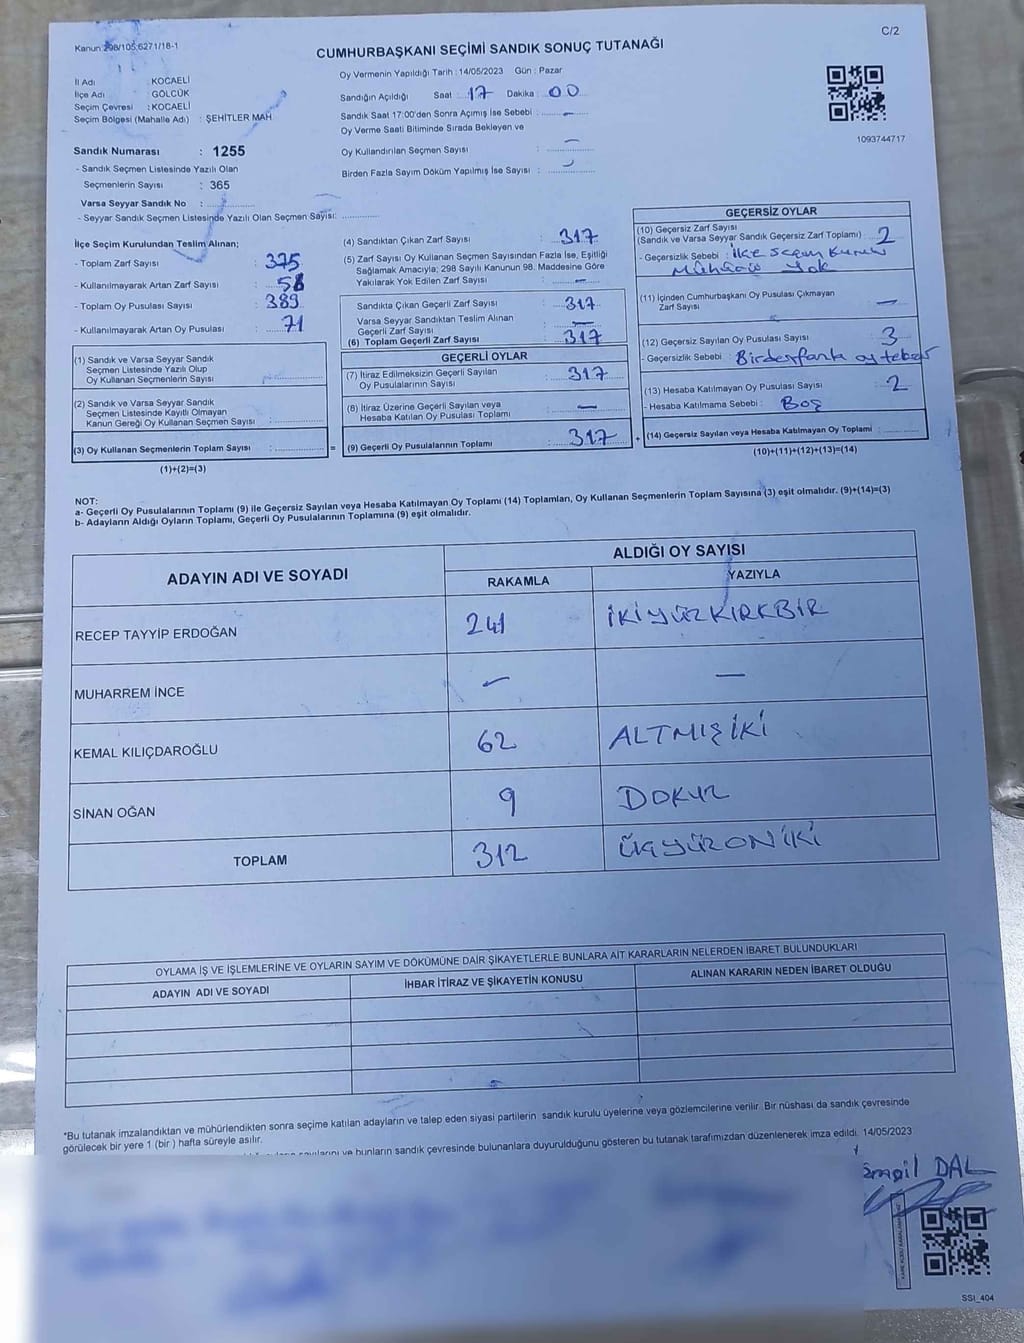 Kanun:298/105;6271/18-1
C/2
CUMHURBAŞKANI SEÇİMİ SANDIK SONUÇ TUTANAĞI
İl Adı : KOCAELİ
İlçe Adı : GÖLCÜK
Seçim Çevresi : KOCAELİ
Seçim Bölgesi (Mahalle Adı) : ŞEHİTLER MAH
Sandık Numarası : 1255
- Sandık Seçmen Listesinde Yazılı Olan
Seçmenlerin Sayısı : 365
Varsa Seyyar Sandık No :
- Seyyar Sandık Seçmen Listesinde Yazılı Olan Seçmen Sayısı:
Oy Vermenin Yapıldığı Tarih : 14/05/2023 Gün : Pazar
Sandığın Açıldığı Saat : 17 Dakika : 00
Sandık Saat 17:00'den Sonra Açımış İse Sebebi : -
Oy Verme Saati Bitiminde Sırada Bekleyen ve
Oy Kullandırılan Seçmen Sayısı : -
Birden Fazla Sayım Döküm Yapılmış İse Sayısı : -
1093744717
İlçe Seçim Kurulundan Teslim Alınan;
- Toplam Zarf Sayısı : 375
- Kullanılmayarak Artan Zarf Sayısı : 58
- Toplam Oy Pusulası Sayısı : 389
- Kullanılmayarak Artan Oy Pusulası : 71
(1) Sandık ve Varsa Seyyar Sandık
Seçmen Listesinde Yazılı Olup
Oy Kullanan Seçmenlerin Sayısı :
(2) Sandık ve Varsa Seyyar Sandık
Seçmen Listesinde Kayıtlı Olmayan
Kanun Gereği Oy Kullanan Seçmen Sayısı :
(3) Oy Kullanan Seçmenlerin Toplam Sayısı :
(1)+(2)=(3)
(4) Sandıktan Çıkan Zarf Sayısı : 317
(5) Zarf Sayısı Oy Kullanan Seçmen Sayısından Fazla İse, Eşitliği
Sağlamak Amacıyla; 298 Sayılı Kanunun 98. Maddesine Göre
Yakılarak Yok Edilen Zarf Sayısı : -
Sandıkta Çıkan Geçerli Zarf Sayısı : 317
Varsa Seyyar Sandıktan Teslim Alınan
Geçerli Zarf Sayısı : -
(6) Toplam Geçerli Zarf Sayısı : 317
GEÇERLİ OYLAR
(7) İtiraz Edilmeksizin Geçerli Sayılan
Oy Pusulalarının Sayısı : 317
(8) İtiraz Üzerine Geçerli Sayılan veya
Hesaba Katılan Oy Pusulası Toplamı : -
(9) Geçerli Oy Pusulalarının Toplamı : 317
GEÇERSİZ OYLAR
(10) Geçersiz Zarf Sayısı
(Sandık ve Varsa Seyyar Sandık Geçersiz Zarf Toplamı) 2
- Geçersizlik Sebebi : İlçe Seçim Kurulu
Mührü Yok
(11) İçinden Cumhurbaşkanı Oy Pusulası Çıkmayan
Zarf Sayısı -
(12) Geçersiz Sayılan Oy Pusulası Sayısı : 3
- Geçersizlik Sebebi :
(13) Hesaba Katılmayan Oy Pusulası Sayısı : 2
- Hesaba Katılmama Sebebi : Boş
(14) Geçersiz Sayılan veya Hesaba Katılmayan Oy Toplamı :
(10)+(11)+(12)+(13)=(14)
NOT:
a- Geçerli Oy Pusulalarının Toplamı (9) ile Geçersiz Sayılan veya Hesaba Katılmayan Oy Toplamı (14) Toplamları, Oy Kullanan Seçmenlerin Toplam Sayısına (3) eşit olmalıdır. (9)+(14)=(3)
b- Adayların Aldığı Oyların Toplamı, Geçerli Oy Pusulalarının Toplamına (9) eşit olmalıdır.
ADAYIN ADI VE SOYADI
ALDIĞI OY SAYISI
RAKAMLA YAZIYLA
RECEP TAYYİP ERDOĞAN 241 İKİYÜZKIRKBİR
MUHARREM İNCE - -
KEMAL KILIÇDAROĞLU 62 ALTMIŞİKİ
SİNAN OĞAN 9 DOKUZ
TOPLAM 312 ÜÇYÜZONİKİ
OYLAMA İŞ VE İŞLEMLERİNE VE OYLARIN SAYIM VE DÖKÜMÜNE DAİR ŞİKAYETLERLE BUNLARA AİT KARARLARIN NELERDEN İBARET BULUNDUKLARI
ADAYIN ADI VE SOYADI İHBAR İTİRAZ VE ŞİKAYETİN KONUSU ALINAN KARARIN NEDEN İBARET OLDUĞU
*Bu tutanak imzalandıktan ve mühürlendikten sonra seçime katılan adayların ve talep eden siyasi partilerin sandık kurulu üyelerine veya gözlemcilerine verilir. Bir nüshası da sandık çevresinde
görülecek bir yere 1 (bir ) hafta süreyle asılır.
ve bunların sandık çevresinde bulunanlara duyurulduğunu gösteren bu tutanak tarafımızdan düzenlenerek imza edildi. 14/05/2023
DAL
SSI_404